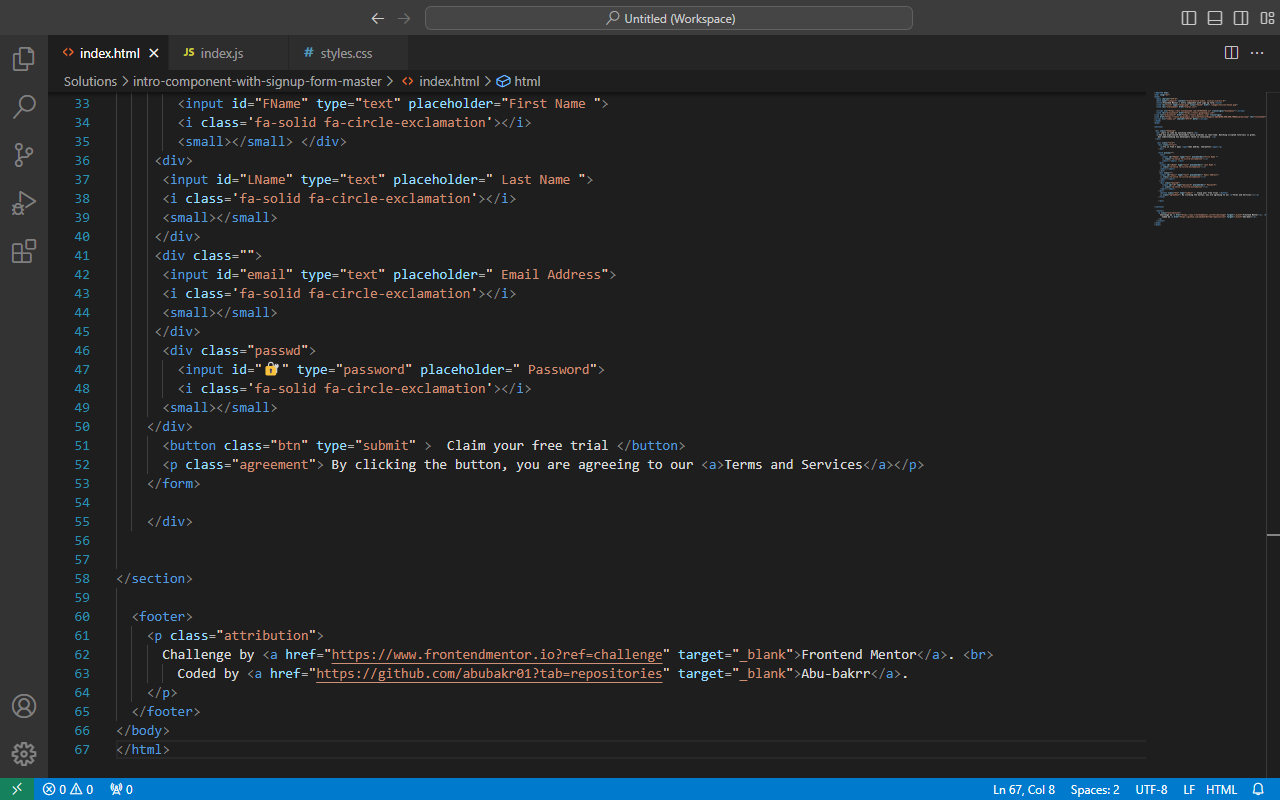 Untitled (Workspace)
index.html
JS index.js
# styles.css
Solutions > intro-component-with-signup-form-master > <> index.html > html
33 <input id="FName" type="text" placeholder="First Name ">
34 <i class='fa-solid fa-circle-exclamation'></i>
35 <small></small> </div>
36 <div>
37 <input id="LName" type="text" placeholder=" Last Name ">
38 <i class='fa-solid fa-circle-exclamation'></i>
39 <small></small>
40 </div>
41 <div class="">
42 <input id="email" type="text" placeholder=" Email Address">
43 <i class='fa-solid fa-circle-exclamation'></i>
44 <small></small>
45 </div>
46 <div class="passwd">
47 <input id="🔐" type="password" placeholder=" Password">
48 <i class='fa-solid fa-circle-exclamation'></i>
49 <small></small>
50 </div>
51 <button class="btn" type="submit" >  Claim your free trial </button>
52 <p class="agreement"> By clicking the button, you are agreeing to our <a>Terms and Services</a></p>
53 </form>
54
55 </div>
56
57
58 </section>
59
60 <footer>
61 <p class="attribution">
62 Challenge by <a href="https://www.frontendmentor.io?ref=challenge" target="_blank">Frontend Mentor</a>. <br>
63 Coded by <a href="https://github.com/abubakr01?tab=repositories" target="_blank">Abu-bakrr</a>.
64 </p>
65 </footer>
66 </body>
67 </html>
0 0 0 Ln 67, Col 8 Spaces: 2 UTF-8 LF HTML